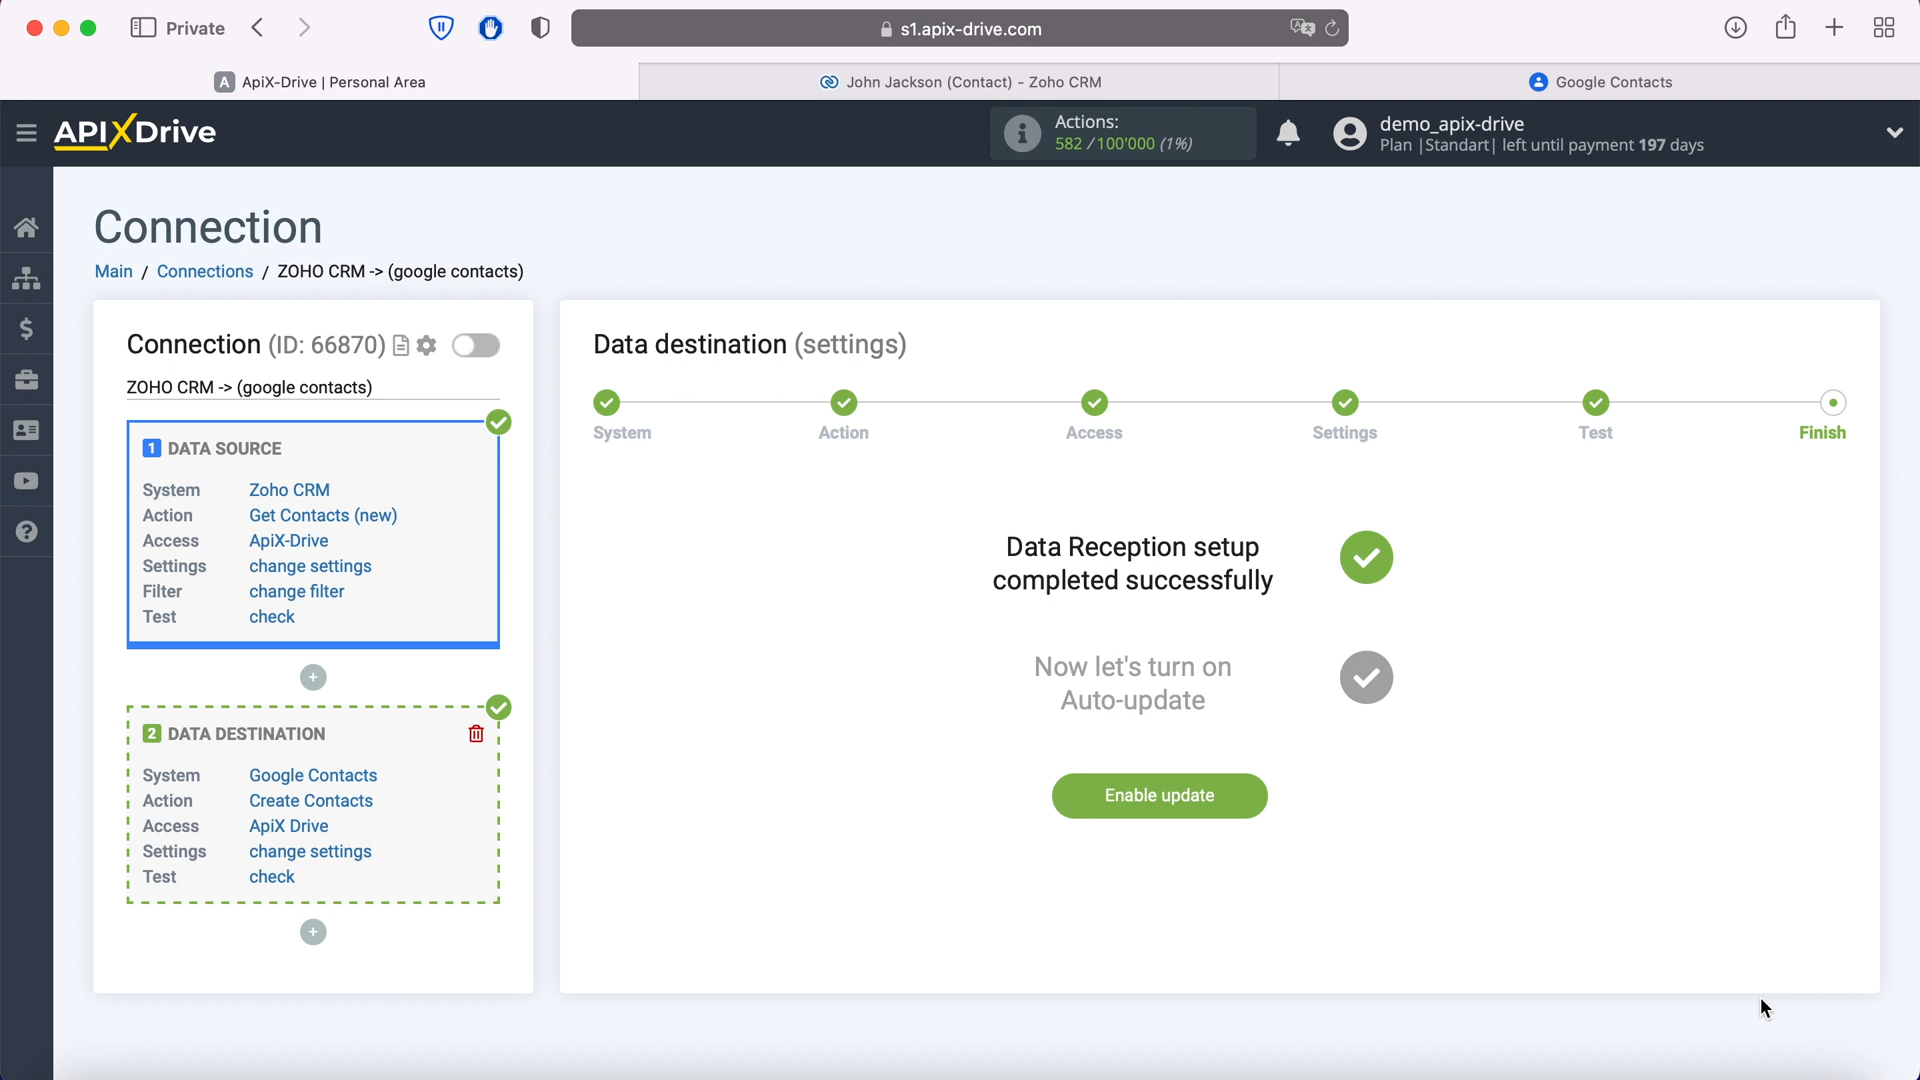 Private
s1.apix-drive.com
A ApiX-Drive | Personal Area
John Jackson (Contact) - Zoho CRM
Google Contacts
APIXDrive
Actions:
582 / 100'000 (1%)
demo_apix-drive
Plan |Standart| left until payment 197 days
Connection
Main / Connections / ZOHO CRM -> (google contacts)
Connection (ID: 66870)
ZOHO CRM -> (google contacts)
1 DATA SOURCE
System Zoho CRM
Action Get Contacts (new)
Access ApiX-Drive
Settings change settings
Filter change filter
Test check
2 DATA DESTINATION
System Google Contacts
Action Create Contacts
Access ApiX Drive
Settings change settings
Test check
Data destination (settings)
System
Action
Access
Settings
Test
Finish
Data Reception setup
completed successfully
Now let's turn on
Auto-update
Enable update